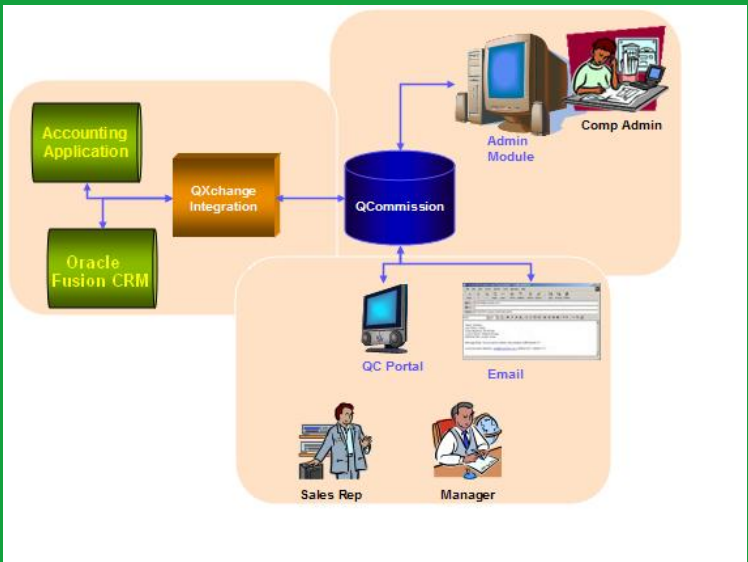 Accounting
Application
QXchange
Integration
Oracle
Fusion CRM
QCommission
Admin
Module
Comp Admin
QC Portal
Email
Sales Rep
Manager